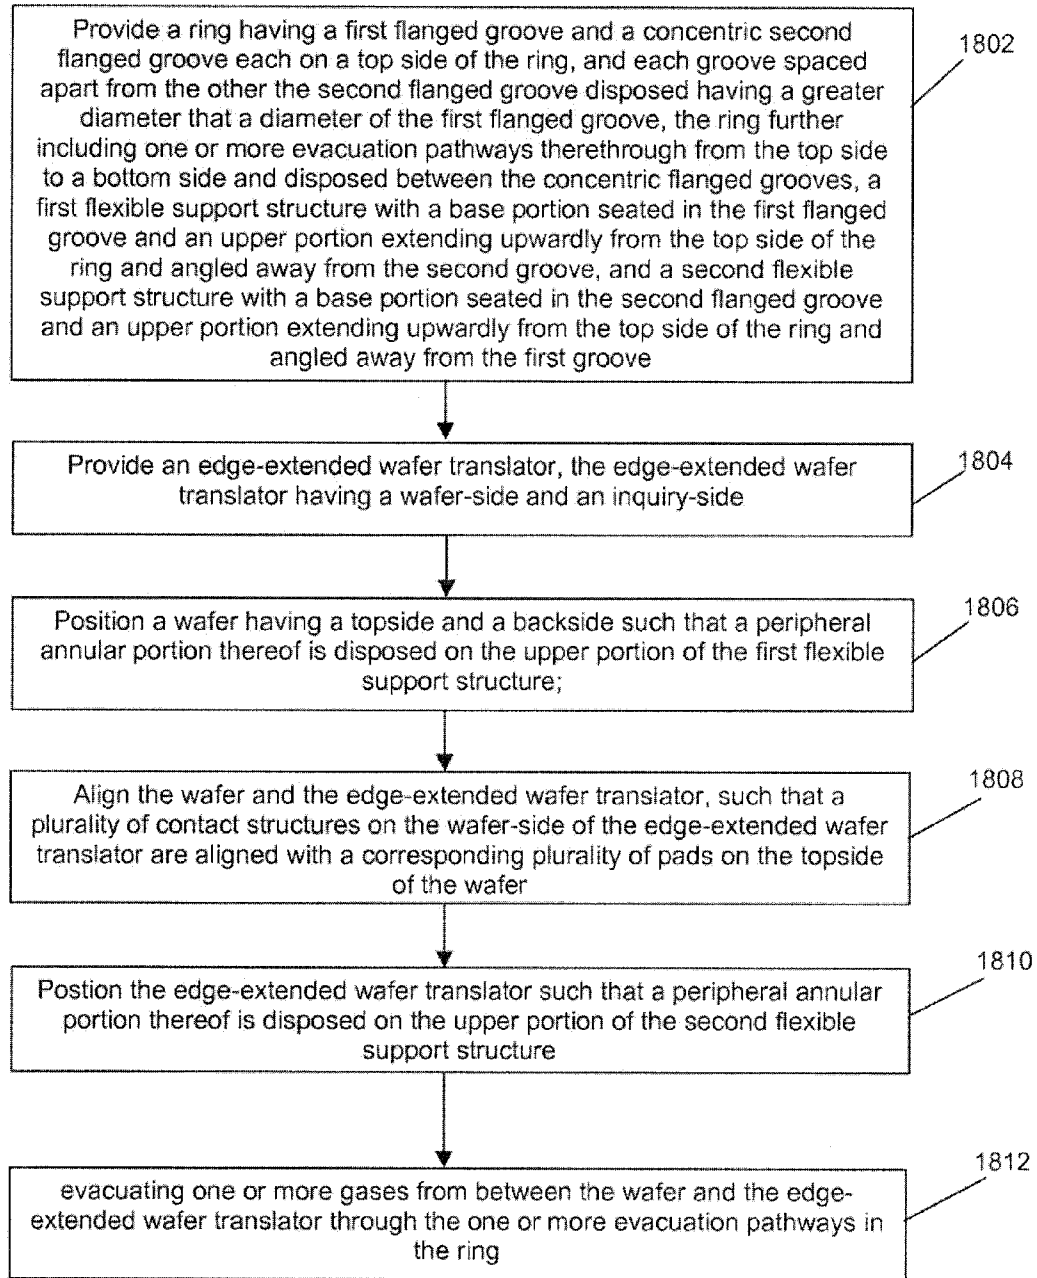 Provide a ring having a first flanged groove and a concentric second
flanged groove each on a top side of the ring, and each groove spaced
apart from the other the second flanged groove disposed having a greater
diameter that a diameter of the first flanged groove, the ring further
including one or more evacuation pathways therethrough from the top side
to a bottom side and disposed between the concentric flanged grooves, a
first flexible support structure with a base portion seated in the first flanged
groove and an upper portion extending upwardly from the top side of the
ring and angled away from the second groove, and a second flexible
support structure with a base portion seated in the second flanged groove
and an upper portion extending upwardly from the top side of the ring and
angled away from the first groove
1802
Provide an edge-extended wafer translator, the edge-extended wafer
translator having a wafer-side and an inquiry-side
1804
Position a wafer having a topside and a backside such that a peripheral
annular portion thereof is disposed on the upper portion of the first flexible
support structure;
1806
Align the wafer and the edge-extended wafer translator, such that a
plurality of contact structures on the wafer-side of the edge-extended wafer
translator are aligned with a corresponding plurality of pads on the topside
of the wafer
1808
Postion the edge-extended wafer translator such that a peripheral annular
portion thereof is disposed on the upper portion of the second flexible
support structure
1810
evacuating one or more gases from between the wafer and the edge-
extended wafer translator through the one or more evacuation pathways in
the ring
1812